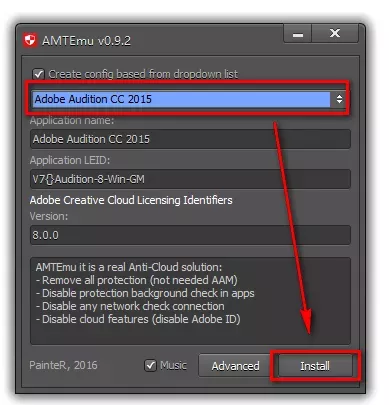 AMTEmu v0.9.2
Create config based from dropdown list
Adobe Audition CC 2015
Application name:
Adobe Audition CC 2015
Application LEID:
V7{}Audition-8-Win-GM
Adobe Creative Cloud Licensing Identifiers
Version:
8.0.0
AMTEmu it is a real Anti-Cloud solution:
- Remove all protection (not needed AAM)
- Disable protection background check in apps
- Disable any network check connection
- Disable cloud features (disable Adobe ID)
PainteR, 2016 Music Advanced Install